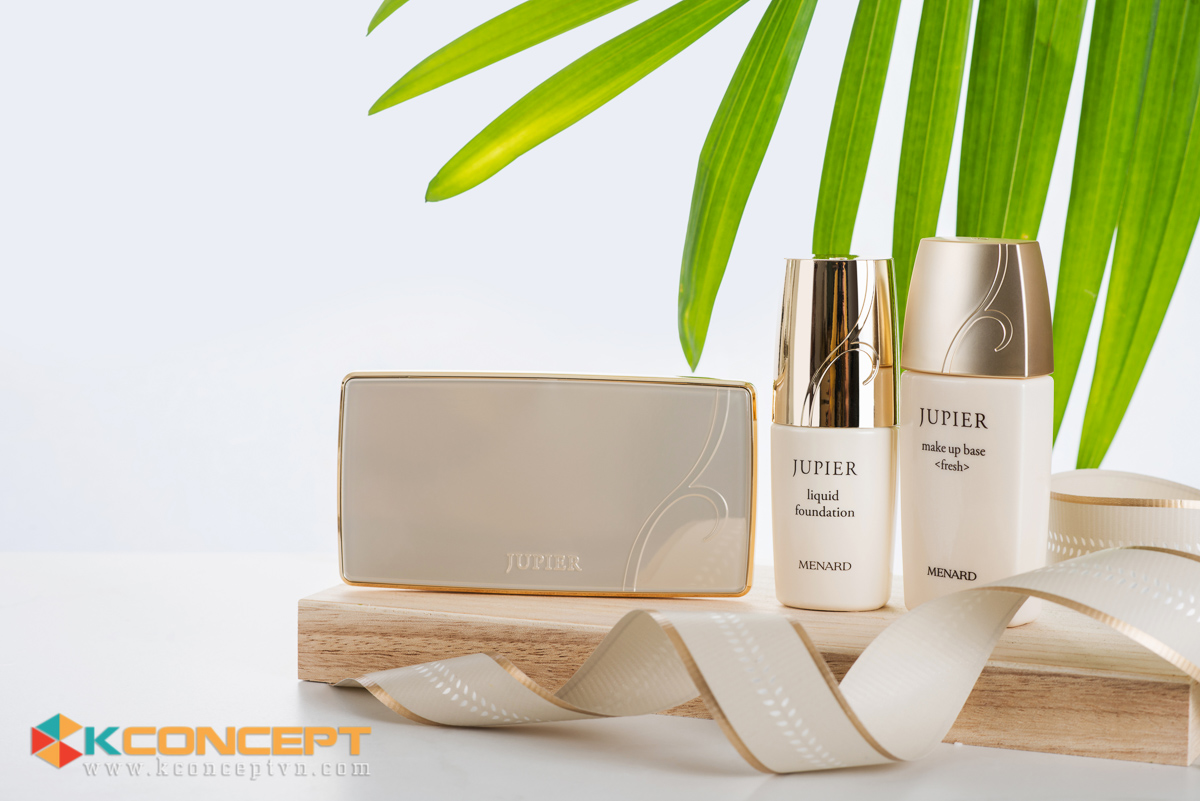 JUPIER
JUPIER
liquid
foundation
MENARD
JUPIER
make up base
<fresh>
MENARD
KCONCEPT
www.kconceptvn.com